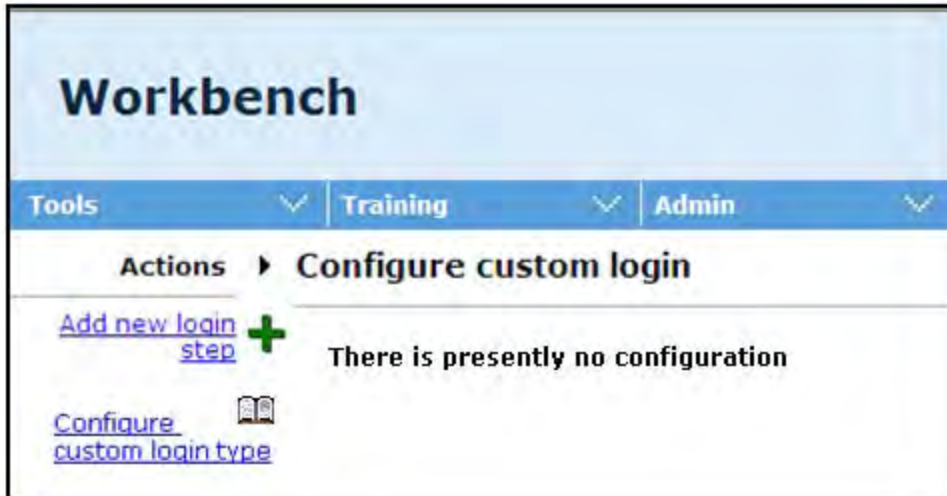 Workbench
Tools
Training
Admin
Actions
Configure custom login
Add new login
step
There is presently no configuration
Configure
custom login type